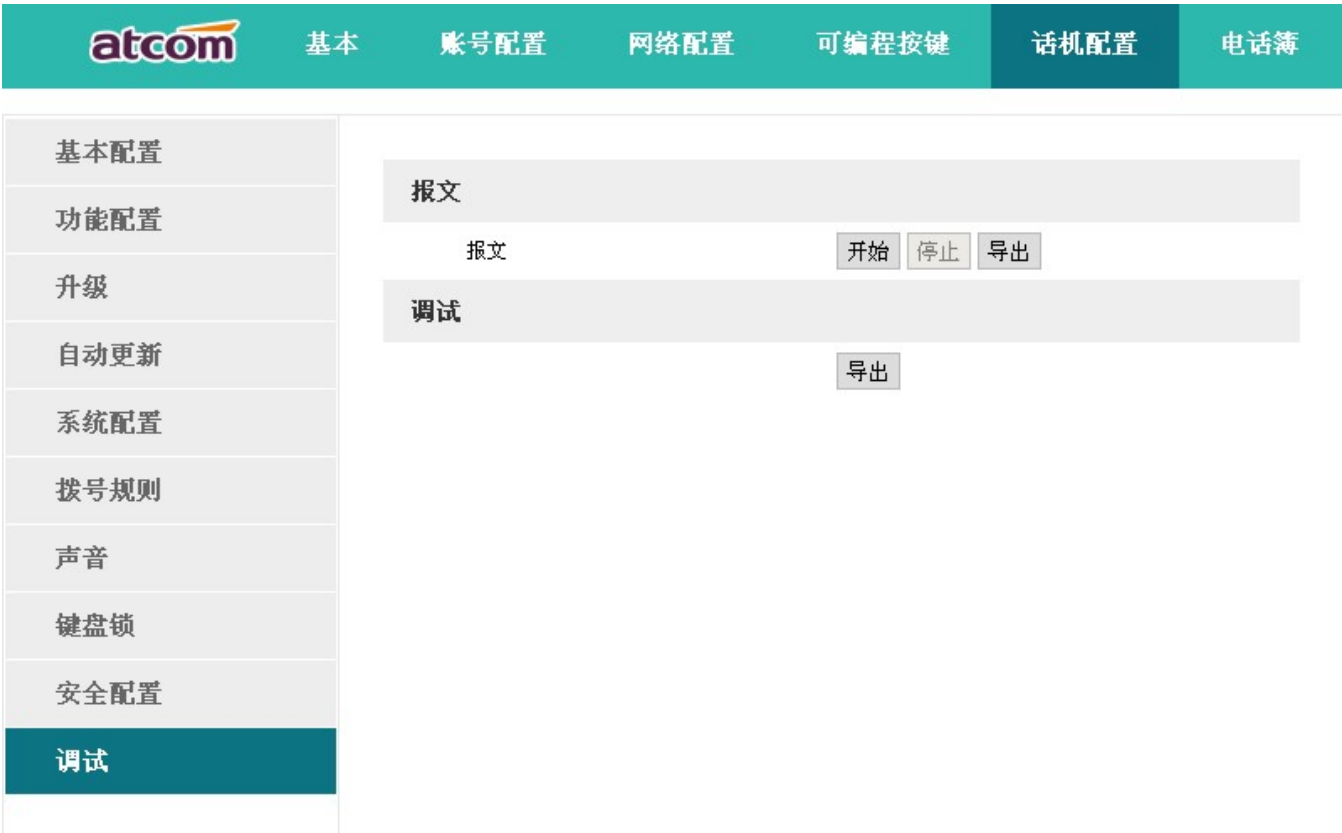 atcom 基本 账号配置 网络配置 可编程按键 话机配置 电话簿
基本配置
功能配置
升级
自动更新
系统配置
拨号规则
声音
键盘锁
安全配置
调试
报文
报文 开始 停止 导出
调试
导出